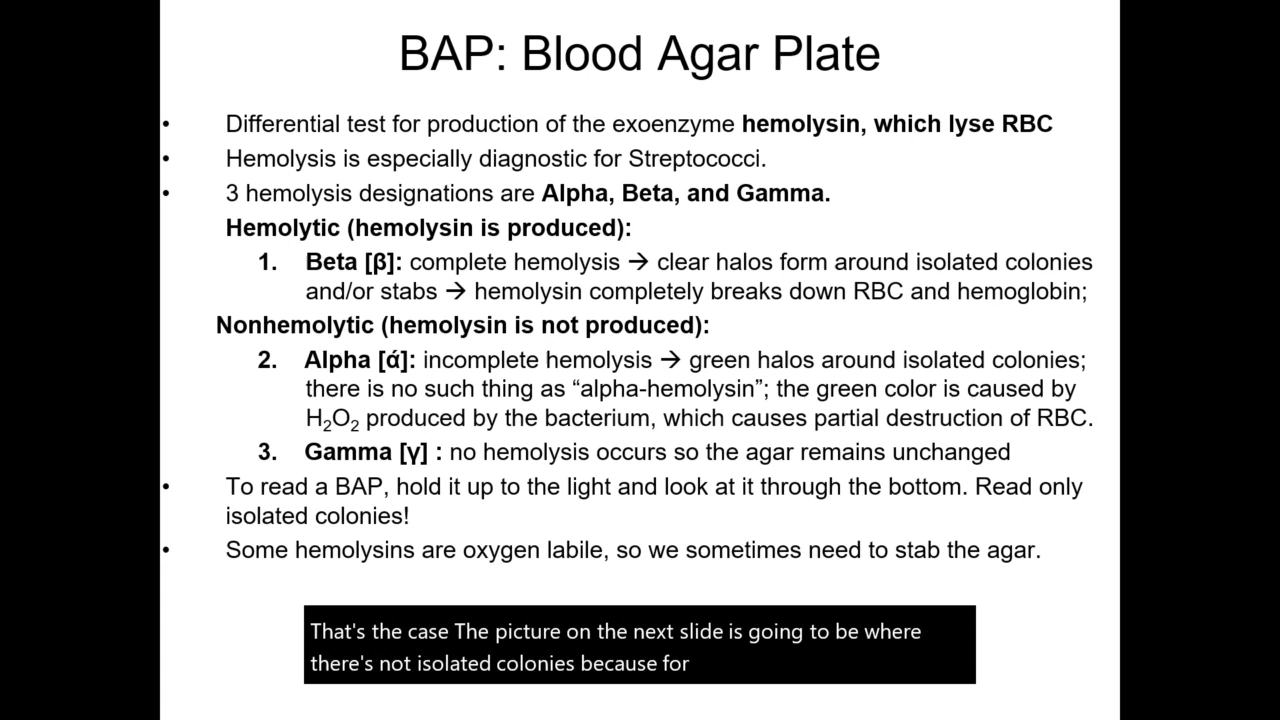 BAP: Blood Agar Plate
• Differential test for production of the exoenzyme hemolysin, which lyse RBC
• Hemolysis is especially diagnostic for Streptococci.
• 3 hemolysis designations are Alpha, Beta, and Gamma.
Hemolytic (hemolysin is produced):
1. Beta [β]: complete hemolysis → clear halos form around isolated colonies
and/or stabs → hemolysin completely breaks down RBC and hemoglobin;
Nonhemolytic (hemolysin is not produced):
2. Alpha [ά]: incomplete hemolysis → green halos around isolated colonies;
there is no such thing as “alpha-hemolysin”; the green color is caused by
H₂O₂ produced by the bacterium, which causes partial destruction of RBC.
3. Gamma [γ] : no hemolysis occurs so the agar remains unchanged
• To read a BAP, hold it up to the light and look at it through the bottom. Read only
isolated colonies!
• Some hemolysins are oxygen labile, so we sometimes need to stab the agar.
That's the case The picture on the next slide is going to be where
there's not isolated colonies because for